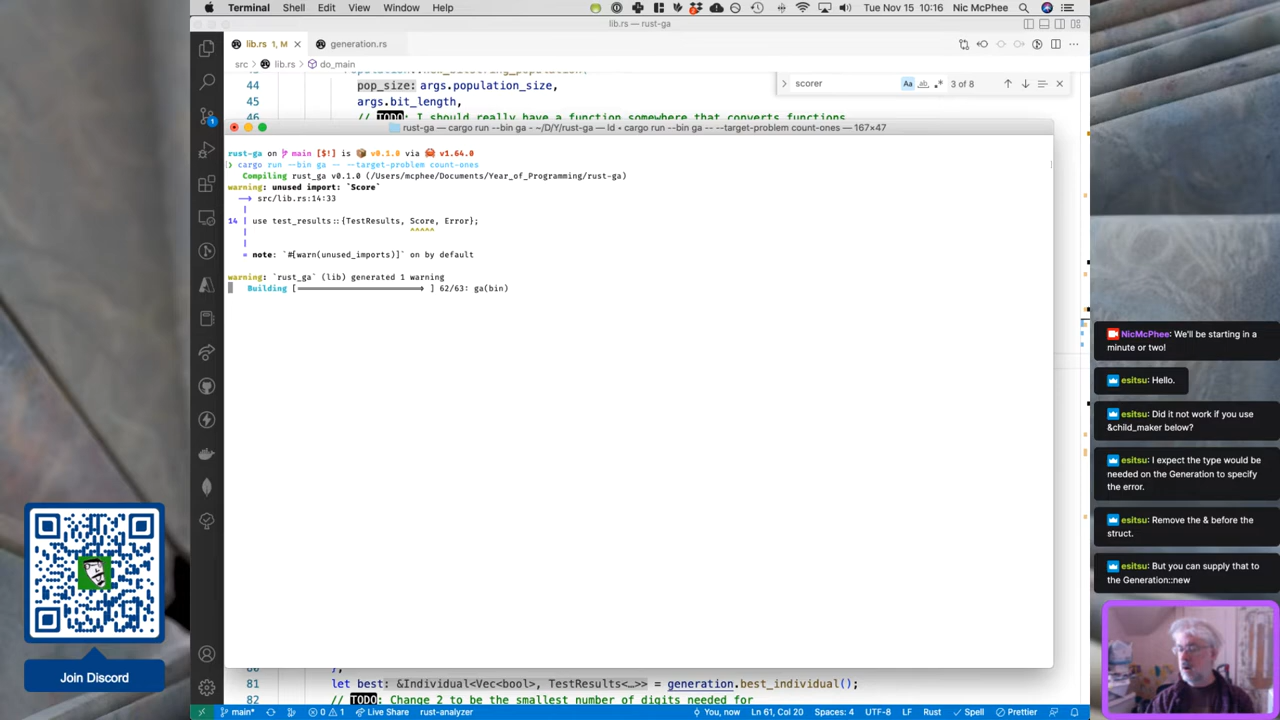 Terminal Shell Edit View Window Help
Tue Nov 15 10:16 Nic McPhee
lib.rs — rust-ga
lib.rs 1, M
generation.rs
src > lib.rs > do_main
scorer
Aa
ab
3 of 8
44 pop_size: args.population_size,
45 args.bit_length,
// TODO: I should really have a function somewhere that converts functions
rust-ga — cargo run --bin ga - ~/D/Y/rust-ga — ld ◂ cargo run --bin ga -- --target-problem count-ones — 167×47
rust-ga on main [$!] is v0.1.0 via v1.64.0
❯ cargo run --bin ga -- --target-problem count-ones
Compiling rust_ga v0.1.0 (/Users/mcphee/Documents/Year_of_Programming/rust-ga)
warning: unused import: `Score`
--> src/lib.rs:14:33
|
14 | use test_results::{TestResults, Score, Error};
| ^^^^^
|
= note: `#[warn(unused_imports)]` on by default
warning: `rust_ga` (lib) generated 1 warning
Building [=======================> ] 62/63: ga(bin)
81 let best: &Individual<Vec<bool>, TestResults<…>> = generation.best_individual();
82 // TODO: Change 2 to be the smallest number of digits needed for
main* 0 1 Live Share rust-analyzer You, now Ln 61, Col 20 Spaces: 4 UTF-8 LF Rust Spell Prettier
NicMcPhee: We'll be starting in a
minute or two!
esitsu: Hello.
esitsu: Did it not work if you use
&child_maker below?
esitsu: I expect the type would be
needed on the Generation to specify
the error.
esitsu: Remove the & before the
struct.
esitsu: But you can supply that to
the Generation::new
Join Discord